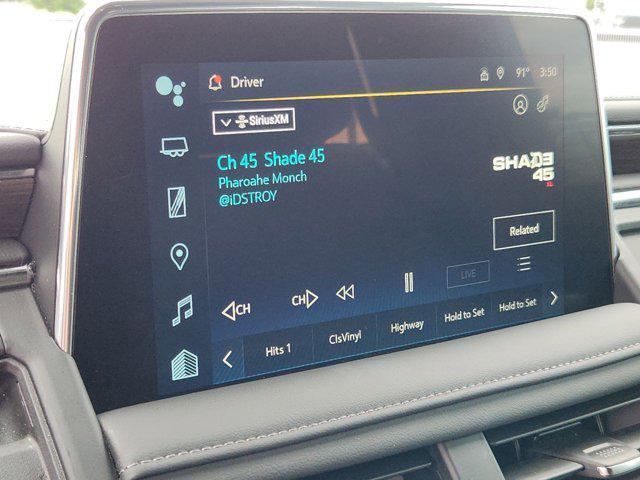 Driver
91° 3:50
SiriusXM
Ch 45 Shade 45
Pharoahe Monch
@iDSTROY
SHADE
45
XL
Related
LIVE
CH CH
Hits 1 ClsVinyl Highway Hold to Set Hold to Set